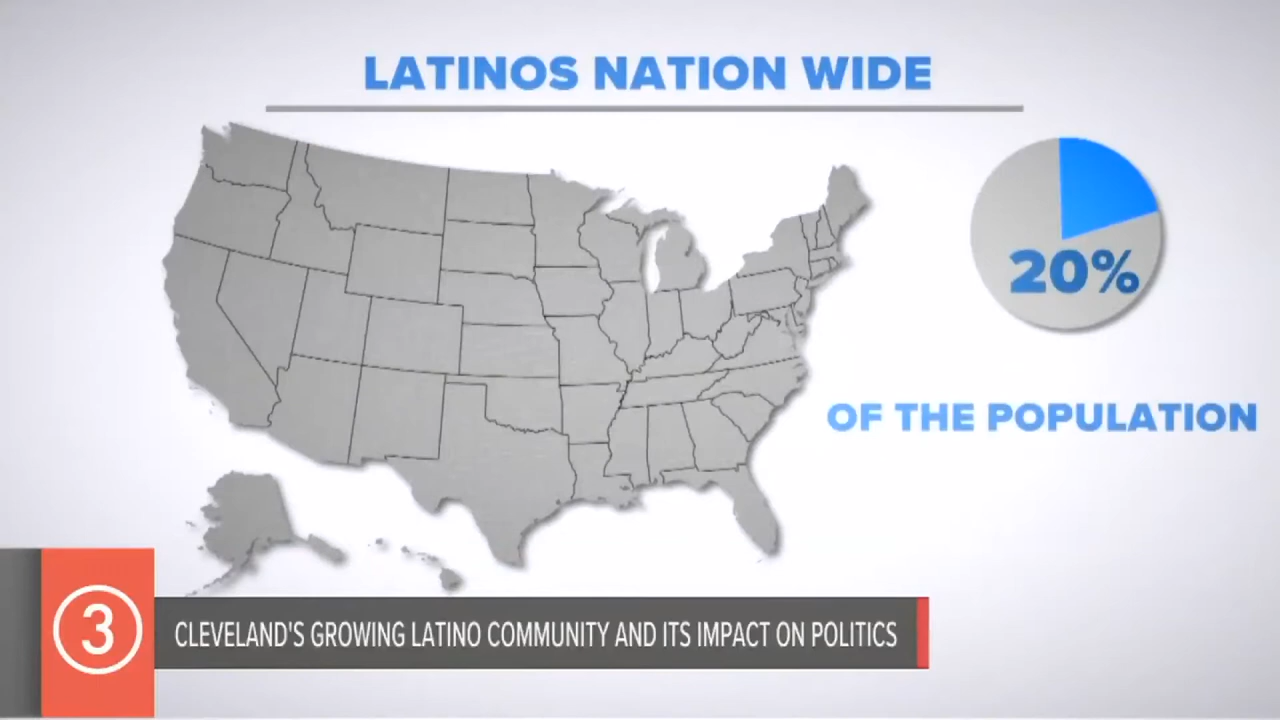 LATINOS NATION WIDE
20%
OF THE POPULATION
3
CLEVELAND'S GROWING LATINO COMMUNITY AND ITS IMPACT ON POLITICS